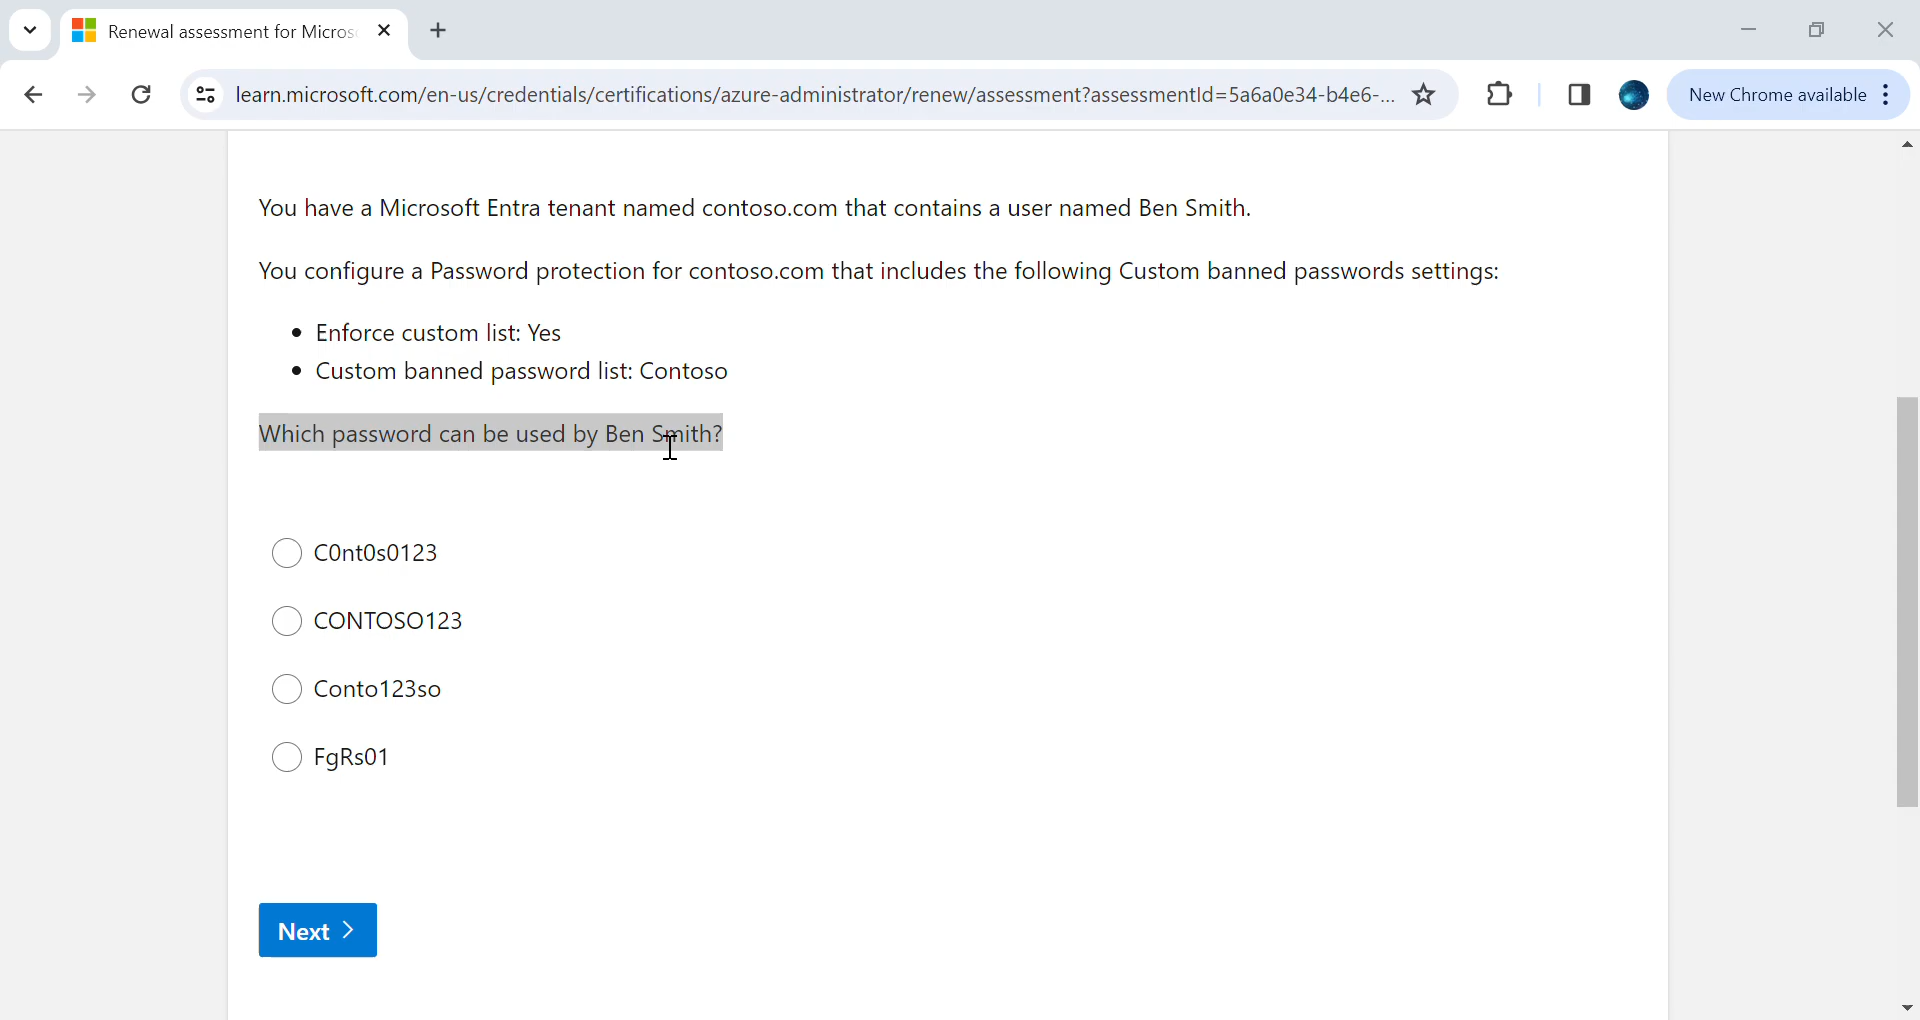 Renewal assessment for Micros
learn.microsoft.com/en-us/credentials/certifications/azure-administrator/renew/assessment?assessmentId=5a6a0e34-b4e6-...
New Chrome available
You have a Microsoft Entra tenant named contoso.com that contains a user named Ben Smith.
You configure a Password protection for contoso.com that includes the following Custom banned passwords settings:
• Enforce custom list: Yes
• Custom banned password list: Contoso
Which password can be used by Ben Smith?
C0nt0s0123
CONTOSO123
Conto123so
FgRs01
Next